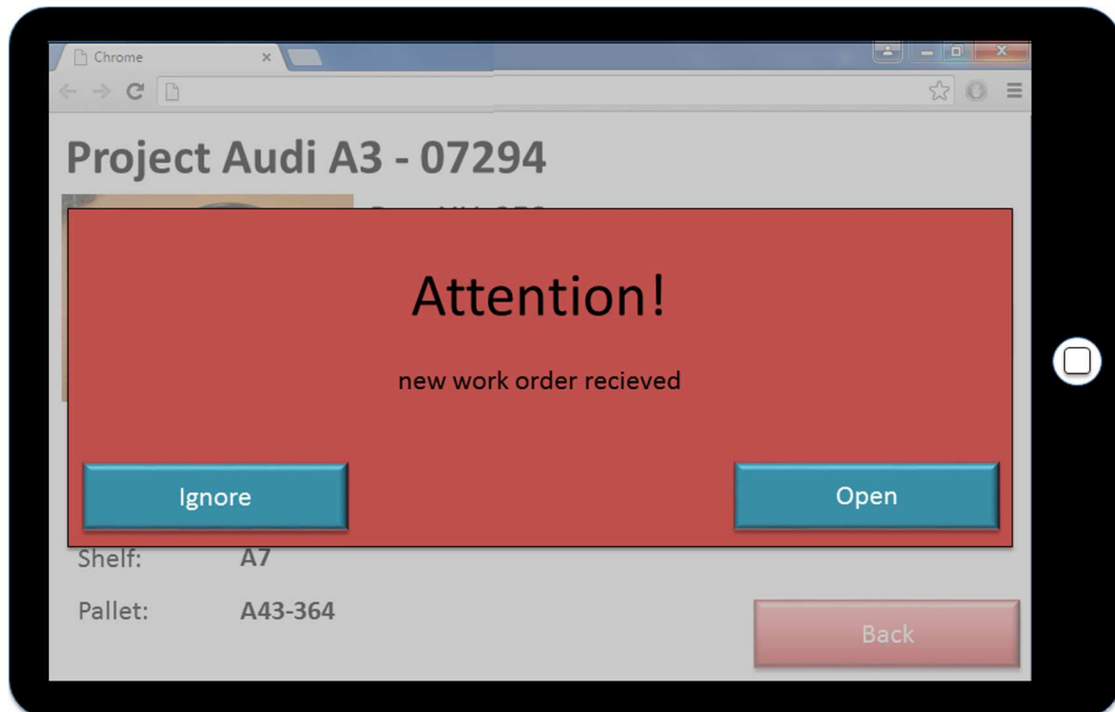 Chrome
Project Audi A3 - 07294
Attention!
new work order recieved
Ignore
Open
Shelf: A7
Pallet: A43-364
Back